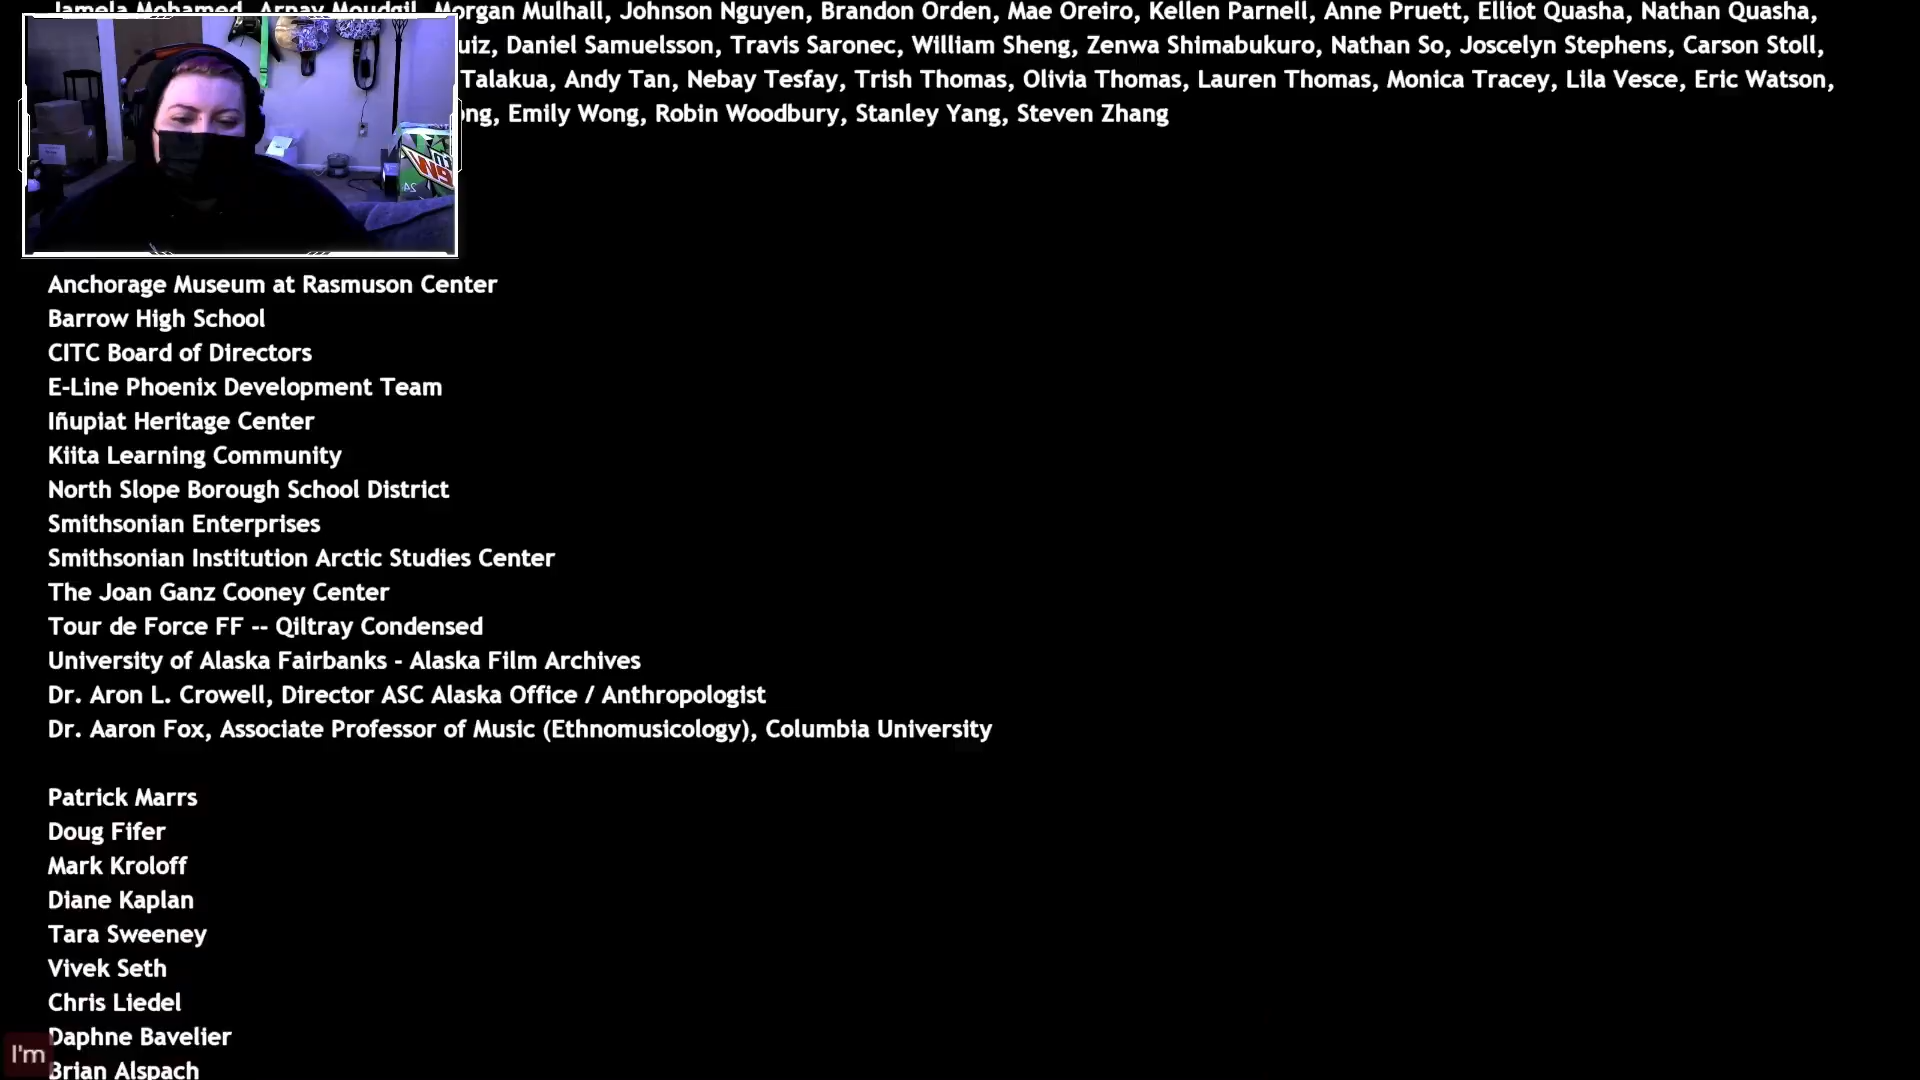 Jamela Mohamed, Arnav Moudgil, Morgan Mulhall, Johnson Nguyen, Brandon Orden, Mae Oreiro, Kellen Parnell, Anne Pruett, Elliot Quasha, Nathan Quasha,
uiz, Daniel Samuelsson, Travis Saronec, William Sheng, Zenwa Shimabukuro, Nathan So, Joscelyn Stephens, Carson Stoll,
Talakua, Andy Tan, Nebay Tesfay, Trish Thomas, Olivia Thomas, Lauren Thomas, Monica Tracey, Lila Vesce, Eric Watson,
ong, Emily Wong, Robin Woodbury, Stanley Yang, Steven Zhang
24
Anchorage Museum at Rasmuson Center
Barrow High School
CITC Board of Directors
E-Line Phoenix Development Team
Iñupiat Heritage Center
Kiita Learning Community
North Slope Borough School District
Smithsonian Enterprises
Smithsonian Institution Arctic Studies Center
The Joan Ganz Cooney Center
Tour de Force FF -- Qiltray Condensed
University of Alaska Fairbanks - Alaska Film Archives
Dr. Aron L. Crowell, Director ASC Alaska Office / Anthropologist
Dr. Aaron Fox, Associate Professor of Music (Ethnomusicology), Columbia University
Patrick Marrs
Doug Fifer
Mark Kroloff
Diane Kaplan
Tara Sweeney
Vivek Seth
Chris Liedel
Daphne Bavelier
I'm
Brian Alspach